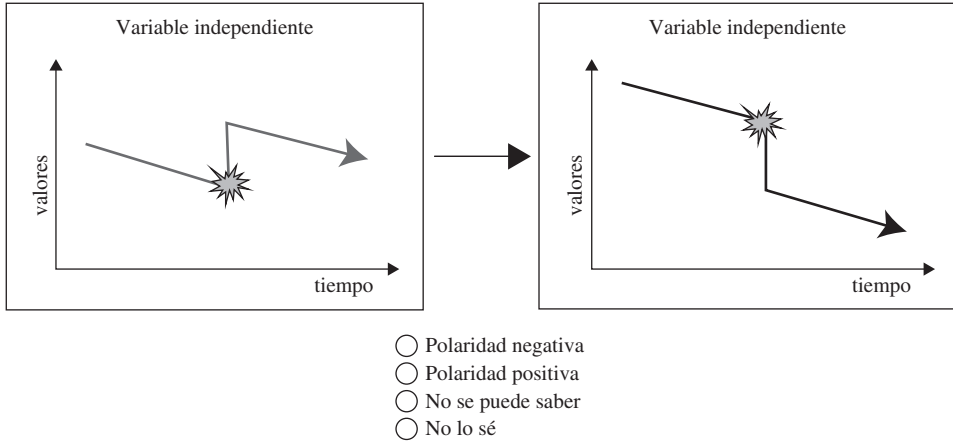 Variable independiente
valores
tiempo
Variable independiente
valores
tiempo
Polaridad negativa
Polaridad positiva
No se puede saber
No lo sé